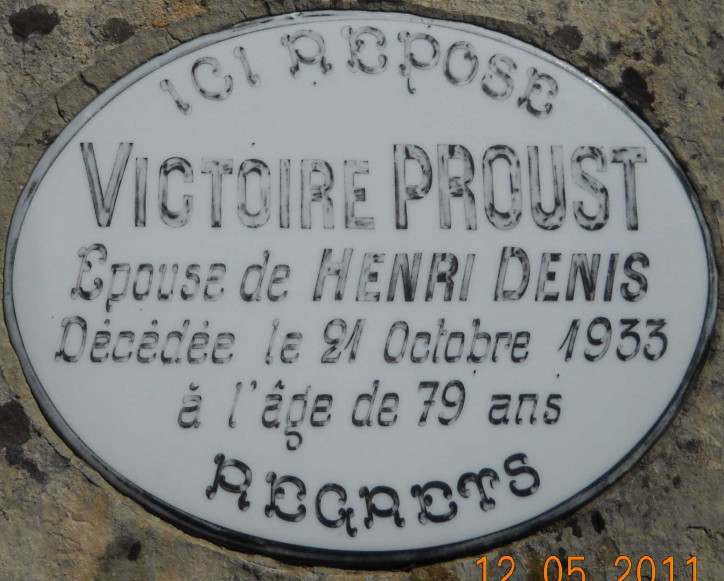 ICI REPOSE
VICTOIRE PROUST
Epouse de HENRI DENIS
Décédée le 21 Octobre 1933
à l'âge de 79 ans
REGRETS
12 05 2011